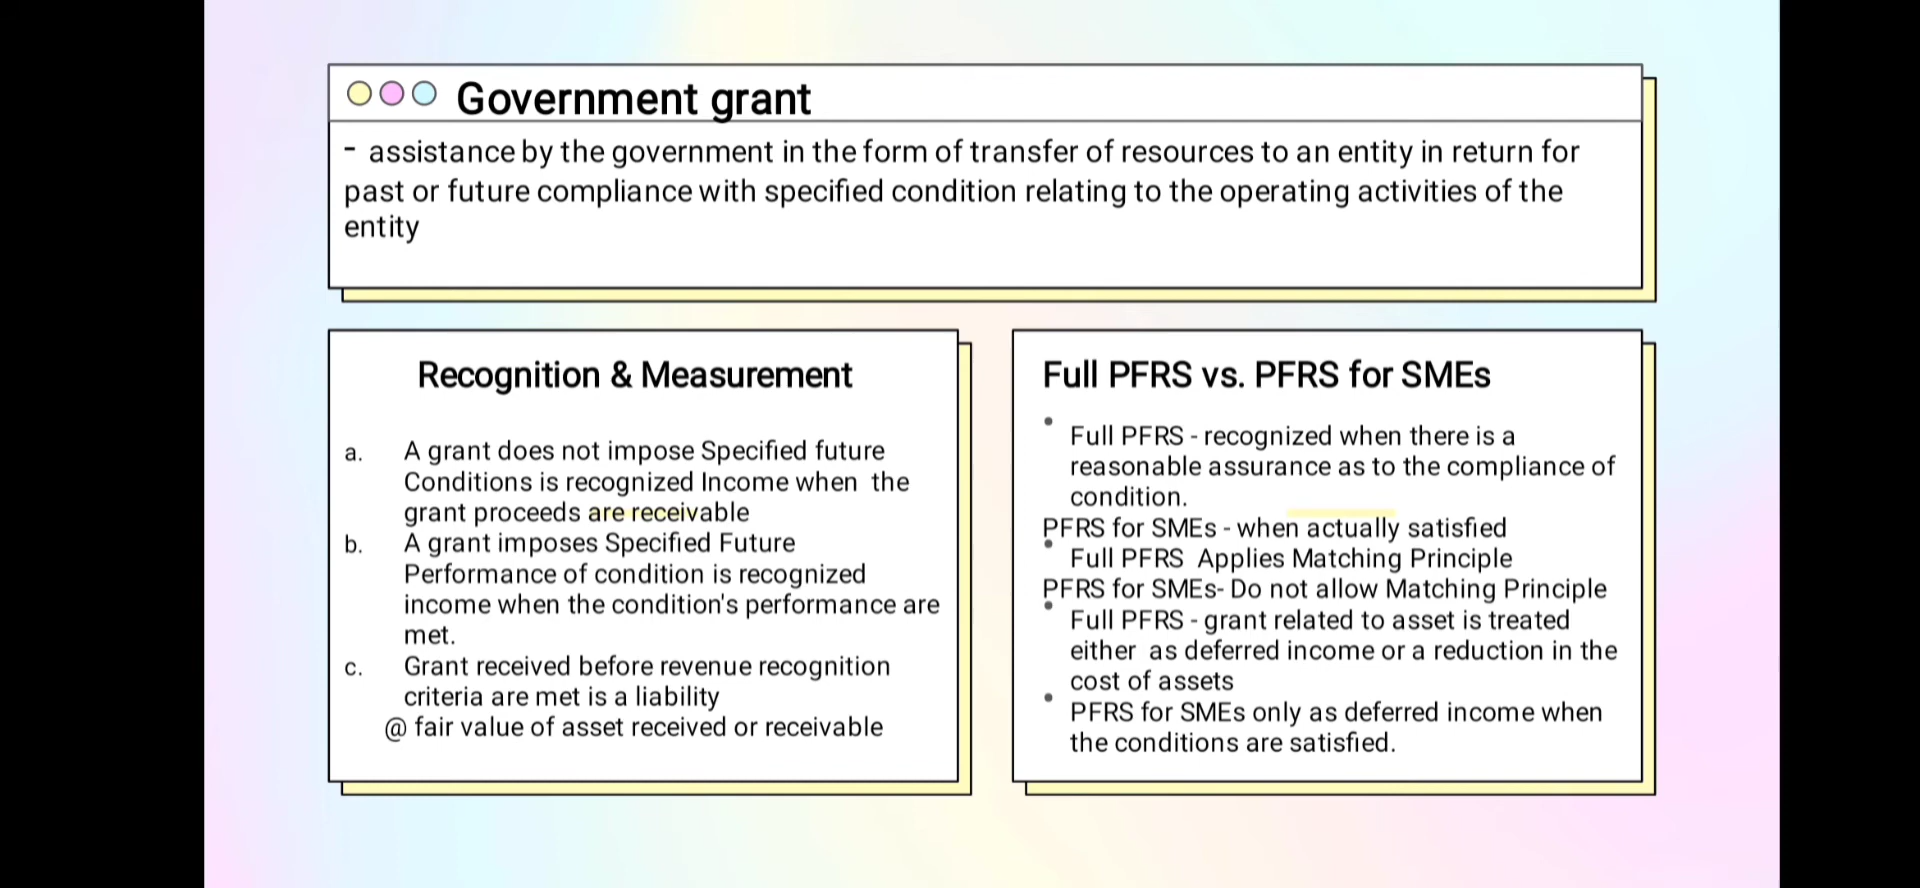 Government grant
- assistance by the government in the form of transfer of resources to an entity in return for
past or future compliance with specified condition relating to the operating activities of the
entity
Recognition & Measurement
a. A grant does not impose Specified future
Conditions is recognized Income when the
grant proceeds are receivable
b. A grant imposes Specified Future
Performance of condition is recognized
income when the condition's performance are
met.
c. Grant received before revenue recognition
criteria are met is a liability
@ fair value of asset received or receivable
Full PFRS vs. PFRS for SMEs
• Full PFRS - recognized when there is a
reasonable assurance as to the compliance of
condition.
PFRS for SMEs - when actually satisfied
• Full PFRS Applies Matching Principle
PFRS for SMEs- Do not allow Matching Principle
• Full PFRS - grant related to asset is treated
either as deferred income or a reduction in the
cost of assets
• PFRS for SMEs only as deferred income when
the conditions are satisfied.